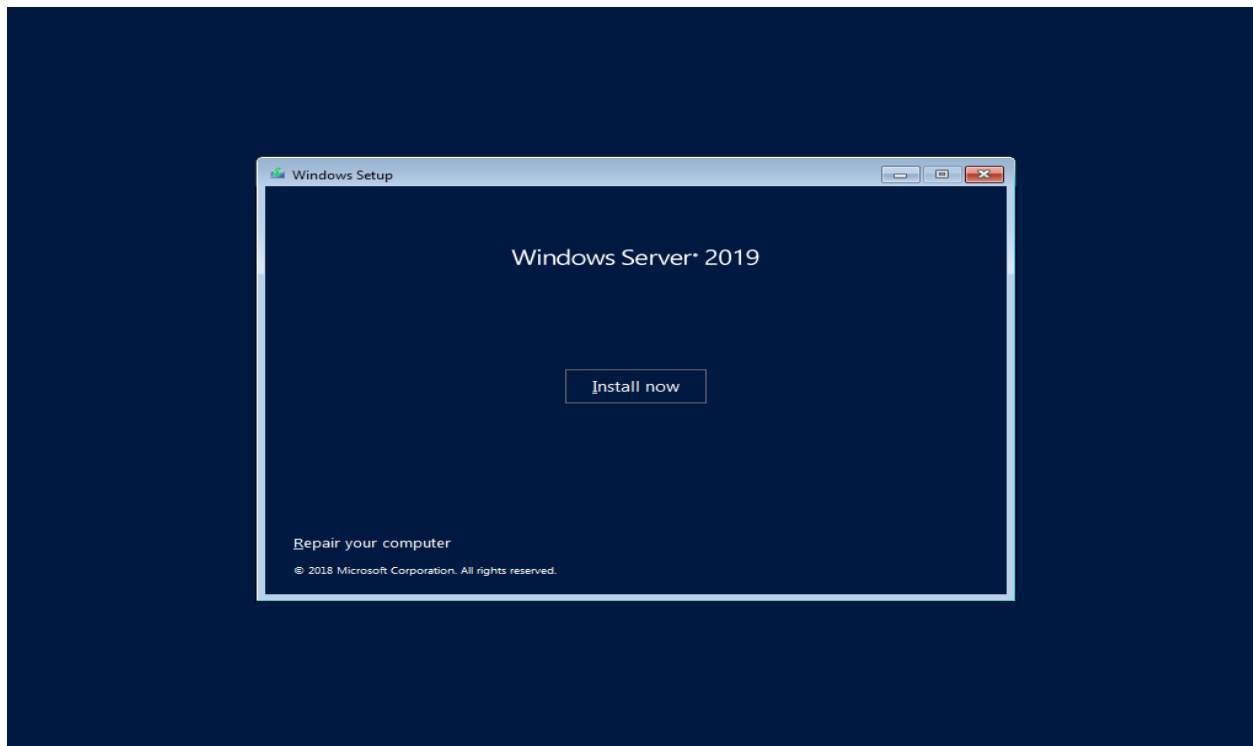 Windows Setup
Windows Server® 2019
Install now
Repair your computer
© 2018 Microsoft Corporation. All rights reserved.